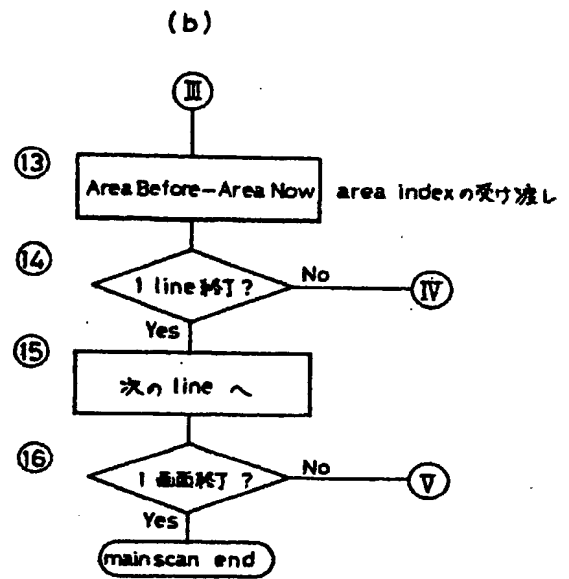 (b)
III
⑬
Area Before-Area Now area indexの受け渡し
⑭
1 line終了?
No
IV
Yes
⑮
次の line へ
⑯
1 画面終了?
No
V
Yes
mainscan end